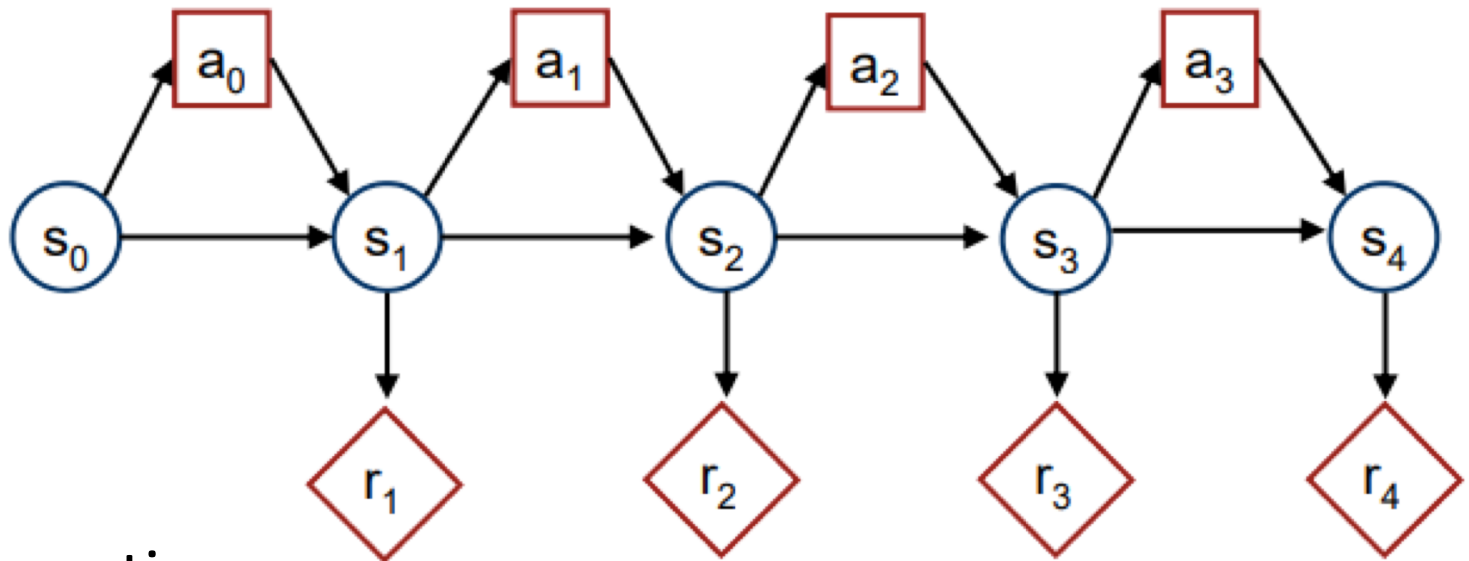 a₀ a₁ a₂ a₃
s₀ s₁ s₂ s₃ s₄
r₁ r₂ r₃ r₄